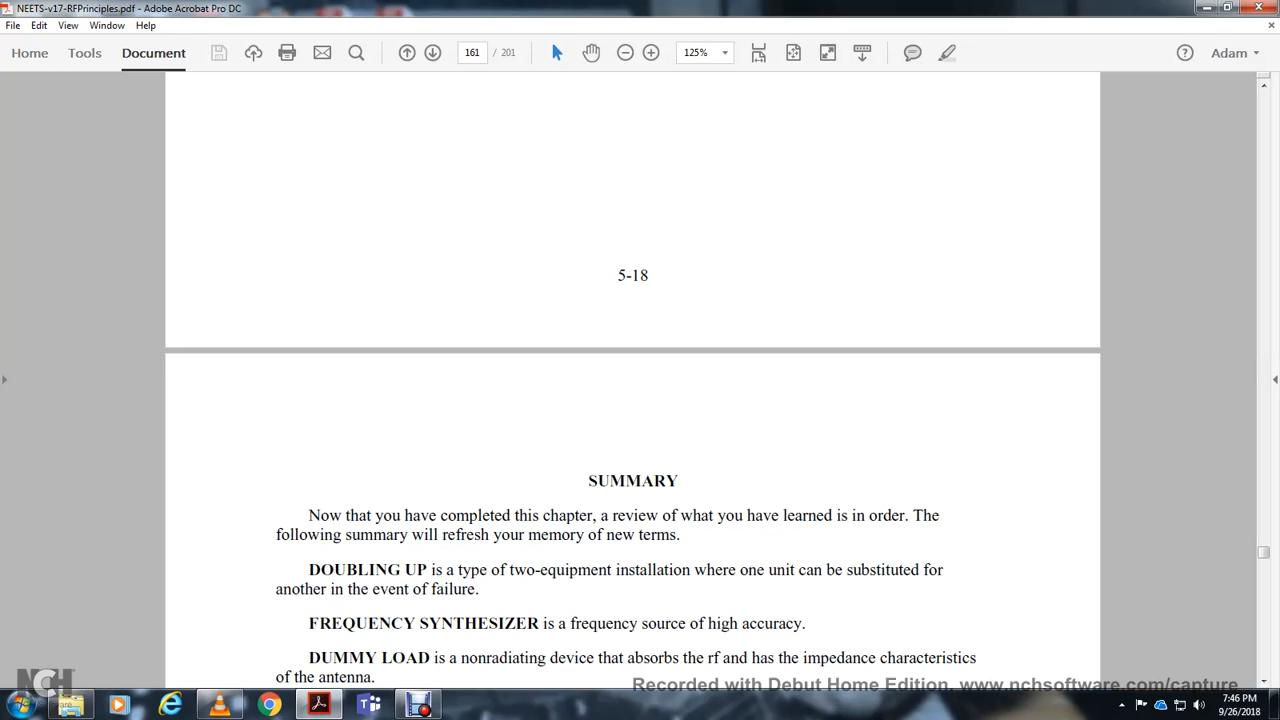 NEETS-v17-RFPrinciples.pdf - Adobe Acrobat Pro DC
File Edit View Window Help
Home Tools Document 161 / 201 125% Adam
5-18
SUMMARY
Now that you have completed this chapter, a review of what you have learned is in order. The
following summary will refresh your memory of new terms.
DOUBLING UP is a type of two-equipment installation where one unit can be substituted for
another in the event of failure.
FREQUENCY SYNTHESIZER is a frequency source of high accuracy.
DUMMY LOAD is a nonradiating device that absorbs the rf and has the impedance characteristics
of the antenna.
NCH
Recorded with Debut Home Edition. www.nchsoftware.com/capture
7:46 PM
9/26/2018